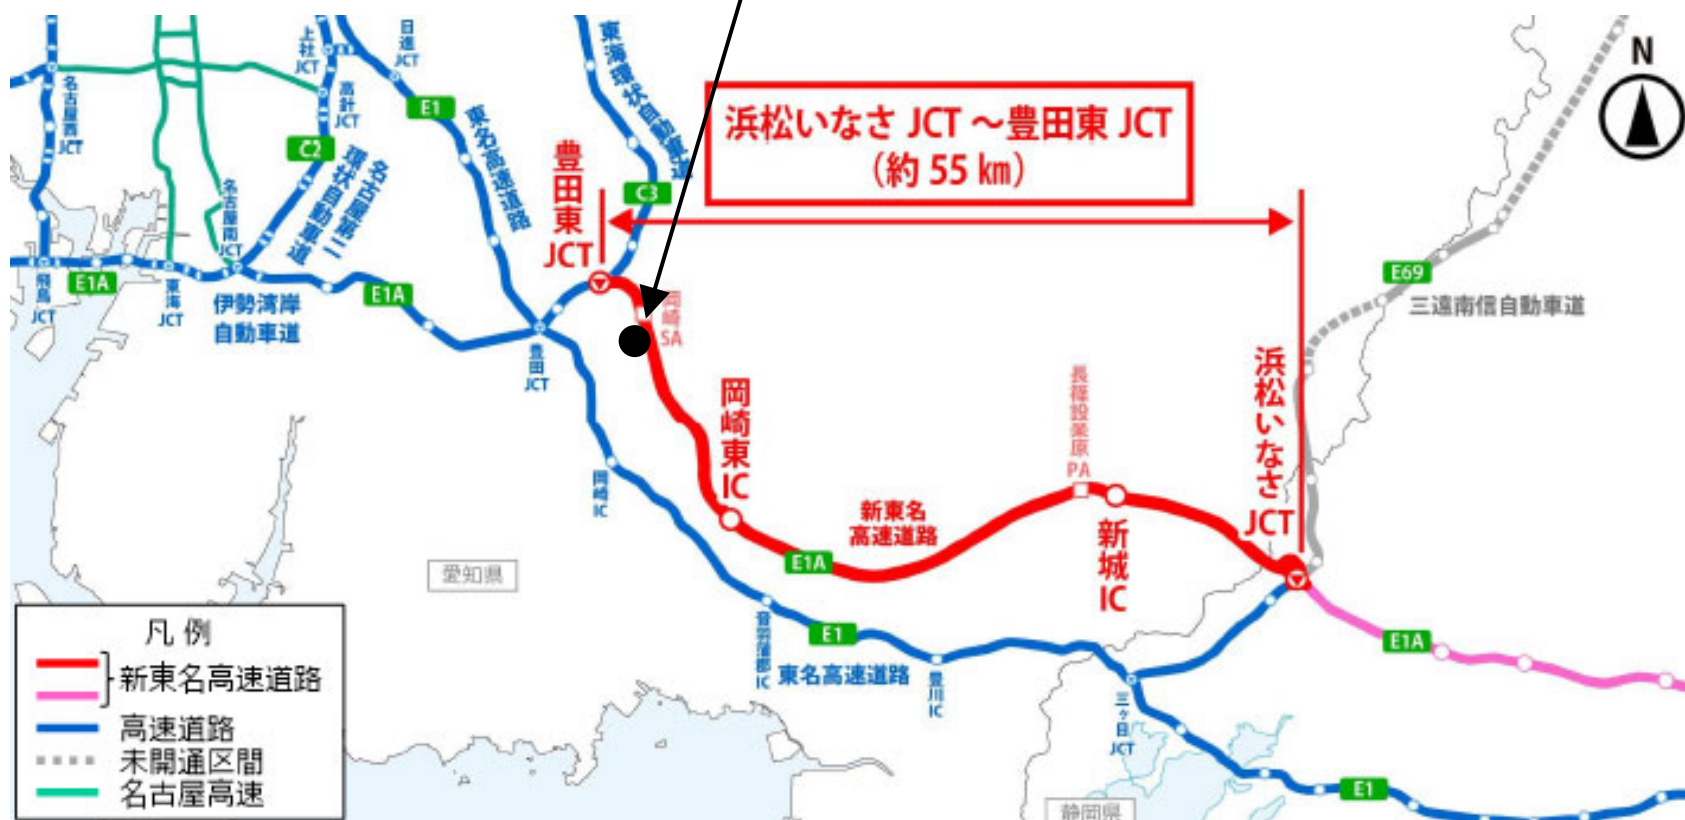 上社
JCT
日進
JCT
東海環状自動車道
N
名古屋西
JCT
高針
JCT
E1
東名高速道路
浜松いなさ JCT ～豊田東 JCT
（約 55 ㎞）
C2
名古屋第二
環状自動車道
豊田東
JCT
C3
名古屋南
JCT
E69
三遠南信自動車道
E1A
飛島
JCT
東海
JCT
伊勢湾岸
自動車道
E1A
岡崎
SA
豊田
JCT
浜松いなさ
JCT
岡崎東
IC
長篠設楽原
PA
岡崎
IC
新東名
高速道路
新城
IC
E1A
愛知県
凡 例
新東名高速道路
高速道路
未開通区間
名古屋高速
音羽蒲郡
IC
E1
東名高速道路
豊川
IC
E1A
三ヶ日
JCT
E1
静岡県